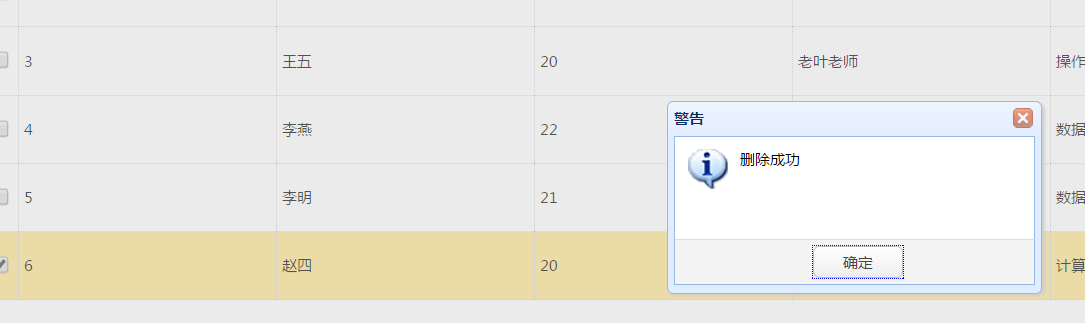 3 王五 20 老叶老师 操作
4 李燕 22 数据
5 李明 21 数据
6 赵四 20 计算
警告
删除成功
确定